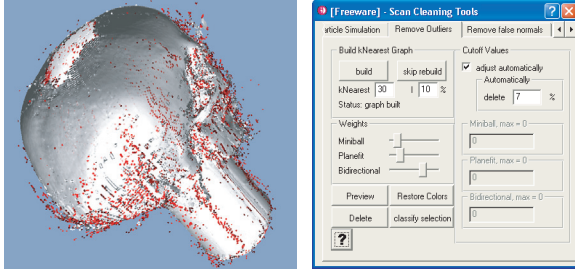 [Freeware] - Scan Cleaning Tools
article Simulation Remove Outliers Remove false normals
Build kNearest Graph
build skip rebuild
kNearest 30 I 10 %
Status: graph built
Weights
Miniball
Planefit
Bidirectional
Preview Restore Colors
Delete classify selection
?
Cutoff Values
adjust automatically
Automatically
delete 7 %
Miniball, max = 0
0
Planefit, max = 0
0
Bidirectional, max = 0
0